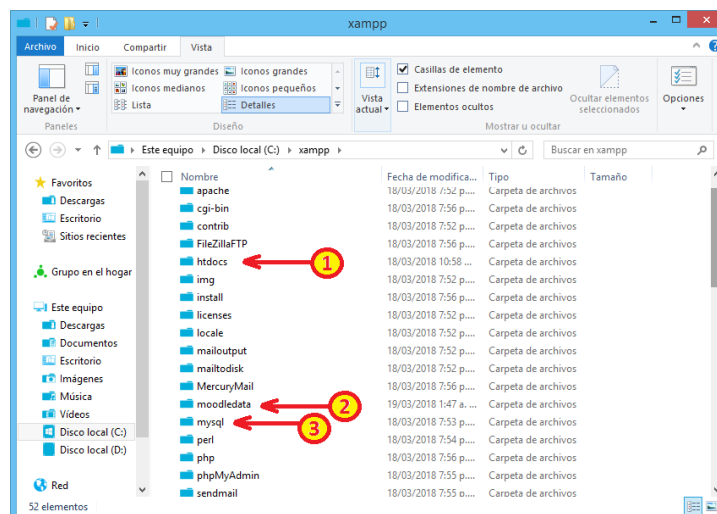 xampp
Archivo Inicio Compartir Vista
Panel de navegación
Paneles
Iconos muy grandes Iconos grandes
Iconos medianos Iconos pequeños
Lista Detalles
Diseño
Vista actual
Casillas de elemento
Extensiones de nombre de archivo
Elementos ocultos
Ocultar elementos seleccionados
Mostrar u ocultar
Opciones
Este equipo Disco local (C:) xampp
Buscar en xampp
Favoritos
Descargas
Escritorio
Sitios recientes
Grupo en el hogar
Este equipo
Descargas
Documentos
Escritorio
Imágenes
Música
Vídeos
Disco local (C:)
Disco local (D:)
Red
Nombre Fecha de modifica... Tipo Tamaño
apache 18/03/2018 7:52 p.... Carpeta de archivos
cgi-bin 18/03/2018 7:56 p.... Carpeta de archivos
contrib 18/03/2018 7:52 p.... Carpeta de archivos
FileZillaFTP 18/03/2018 7:56 p.... Carpeta de archivos
htdocs 1 18/03/2018 10:58 ... Carpeta de archivos
img 18/03/2018 7:52 p.... Carpeta de archivos
install 18/03/2018 7:56 p.... Carpeta de archivos
licenses 18/03/2018 7:52 p.... Carpeta de archivos
locale 18/03/2018 7:52 p.... Carpeta de archivos
mailoutput 18/03/2018 7:52 p.... Carpeta de archivos
mailtodisk 18/03/2018 7:52 p.... Carpeta de archivos
MercuryMail 18/03/2018 7:56 p.... Carpeta de archivos
moodledata 2 19/03/2018 1:47 a. ... Carpeta de archivos
mysql 3 18/03/2018 7:53 p.... Carpeta de archivos
perl 18/03/2018 7:54 p.... Carpeta de archivos
php 18/03/2018 7:56 p.... Carpeta de archivos
phpMyAdmin 18/03/2018 7:55 p.... Carpeta de archivos
sendmail 18/03/2018 7:55 p.... Carpeta de archivos
52 elementos